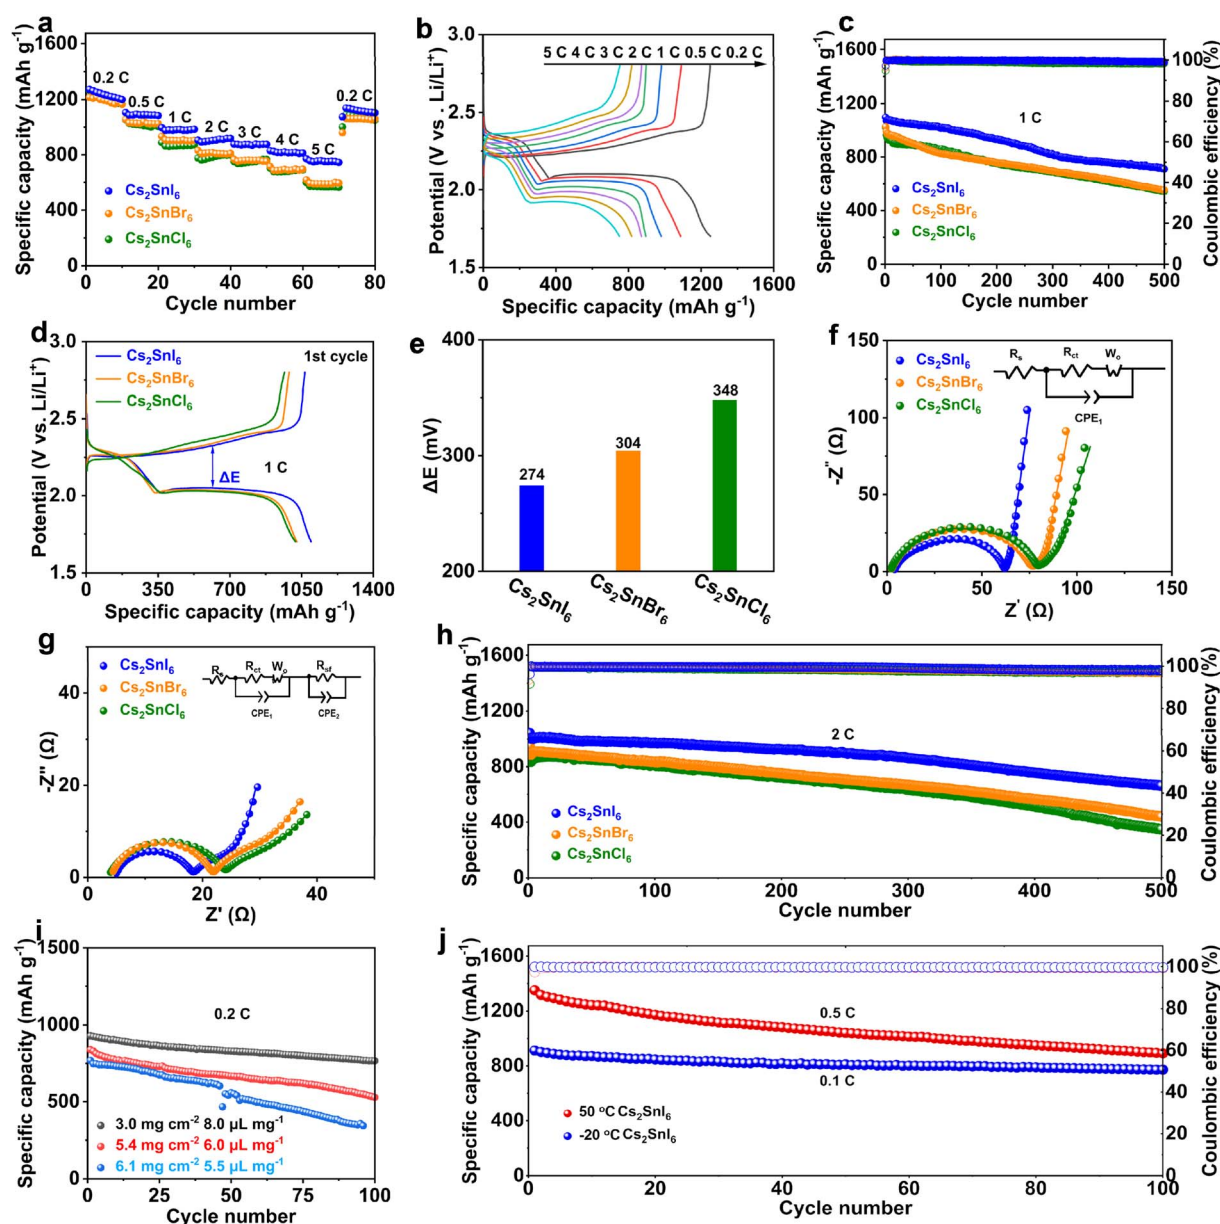 a
Specific capacity (mAh g⁻¹)
1600
1200
800
400
0
0.2 C
0.5 C
1 C
2 C
3 C
4 C
5 C
0.2 C
Cs₂SnI₆
Cs₂SnBr₆
Cs₂SnCl₆
0 20 40 60 80
Cycle number
b
Potential (V vs. Li/Li⁺)
3.0
2.5
2.0
1.5
5 C 4 C 3 C 2 C 1 C 0.5 C 0.2 C
0 400 800 1200 1600
Specific capacity (mAh g⁻¹)
c
Specific capacity (mAh g⁻¹)
1600
1200
800
400
0
1 C
Cs₂SnI₆
Cs₂SnBr₆
Cs₂SnCl₆
100
80
60
40
20
0
Coulombic efficiency (%)
0 100 200 300 400 500
Cycle number
d
Potential (V vs. Li/Li⁺)
3.0
2.5
2.0
1.5
Cs₂SnI₆
Cs₂SnBr₆
Cs₂SnCl₆
1st cycle
1 C
ΔE
0 350 700 1050 1400
Specific capacity (mAh g⁻¹)
e
ΔE (mV)
400
300
200
274
304
348
Cs₂SnI₆
Cs₂SnBr₆
Cs₂SnCl₆
f
-Z'' (Ω)
150
100
50
0
Cs₂SnI₆
Cs₂SnBr₆
Cs₂SnCl₆
Rs Rct Wo
CPE₁
0 50 100 150
Z' (Ω)
g
-Z'' (Ω)
40
20
0
Cs₂SnI₆
Cs₂SnBr₆
Cs₂SnCl₆
Rs Rct Wo Rsf
CPE₁ CPE₂
0 20 40
Z' (Ω)
h
Specific capacity (mAh g⁻¹)
1600
1200
800
400
0
2 C
Cs₂SnI₆
Cs₂SnBr₆
Cs₂SnCl₆
100
80
60
40
20
0
Coulombic efficiency (%)
0 100 200 300 400 500
Cycle number
i
Specific capacity (mAh g⁻¹)
1500
1000
500
0
0.2 C
3.0 mg cm⁻² 8.0 μL mg⁻¹
5.4 mg cm⁻² 6.0 μL mg⁻¹
6.1 mg cm⁻² 5.5 μL mg⁻¹
0 25 50 75 100
Cycle number
j
Specific capacity (mAh g⁻¹)
1600
1200
800
400
0
0.5 C
0.1 C
50 °C Cs₂SnI₆
-20 °C Cs₂SnI₆
100
80
60
40
20
0
Coulombic efficiency (%)
0 20 40 60 80 100
Cycle number